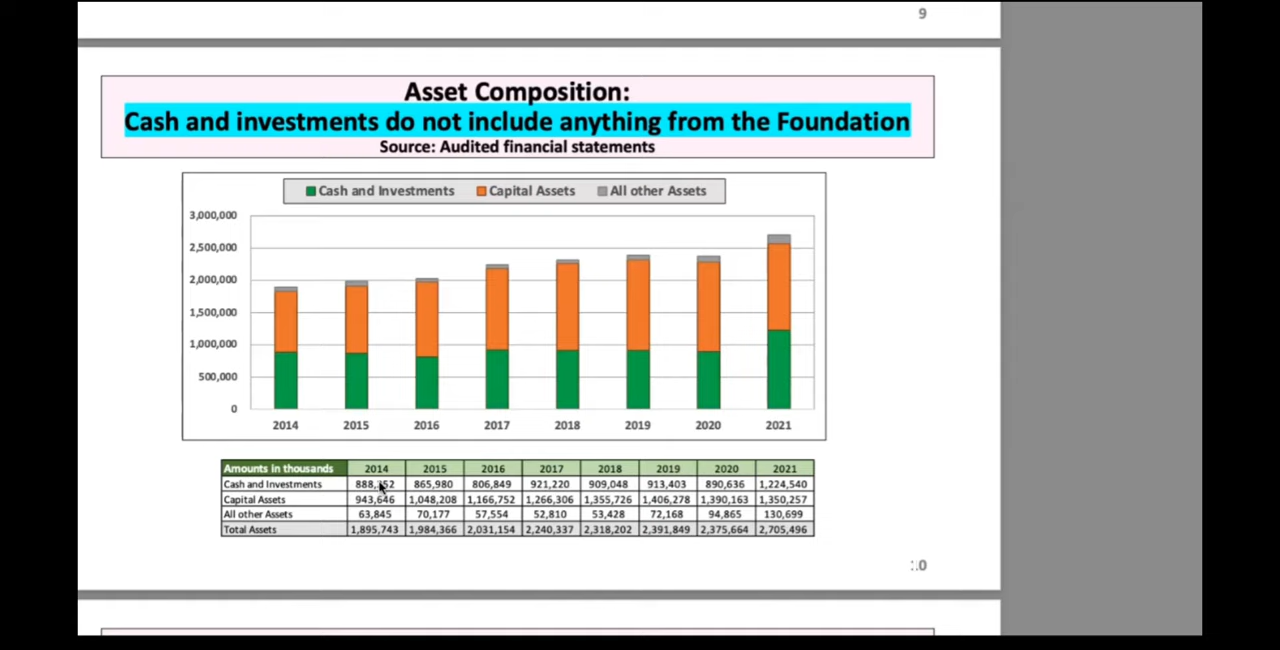 9
Asset Composition:
Cash and investments do not include anything from the Foundation
Source: Audited financial statements
Cash and Investments Capital Assets All other Assets
3,000,000
2,500,000
2,000,000
1,500,000
1,000,000
500,000
0
2014 2015 2016 2017 2018 2019 2020 2021
Amounts in thousands 2014 2015 2016 2017 2018 2019 2020 2021
Cash and Investments 865,980 806,849 921,220 909,048 913,403 890,636 1,224,540
Capital Assets 943,646 1,048,208 1,166,752 1,266,306 1,355,726 1,406,278 1,390,163 1,350,257
All other Assets 63,845 70,177 57,554 52,810 53,428 72,168 94,865 130,699
Total Assets 1,895,743 1,984,366 2,031,154 2,240,337 2,318,202 2,391,849 2,375,664 2,705,496